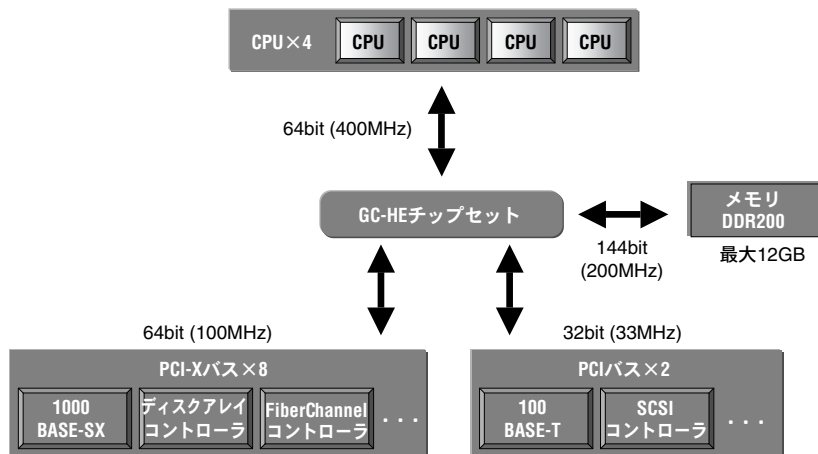 CPU×4
CPU
CPU
CPU
CPU
64bit (400MHz)
GC-HEチップセット
メモリ
DDR200
144bit
(200MHz)
最大12GB
64bit (100MHz)
32bit (33MHz)
PCI-Xバス×8
1000
BASE-SX
ディスクアレイ
コントローラ
FiberChannel
コントローラ
・・・
PCIバス×2
100
BASE-T
SCSI
コントローラ
・・・